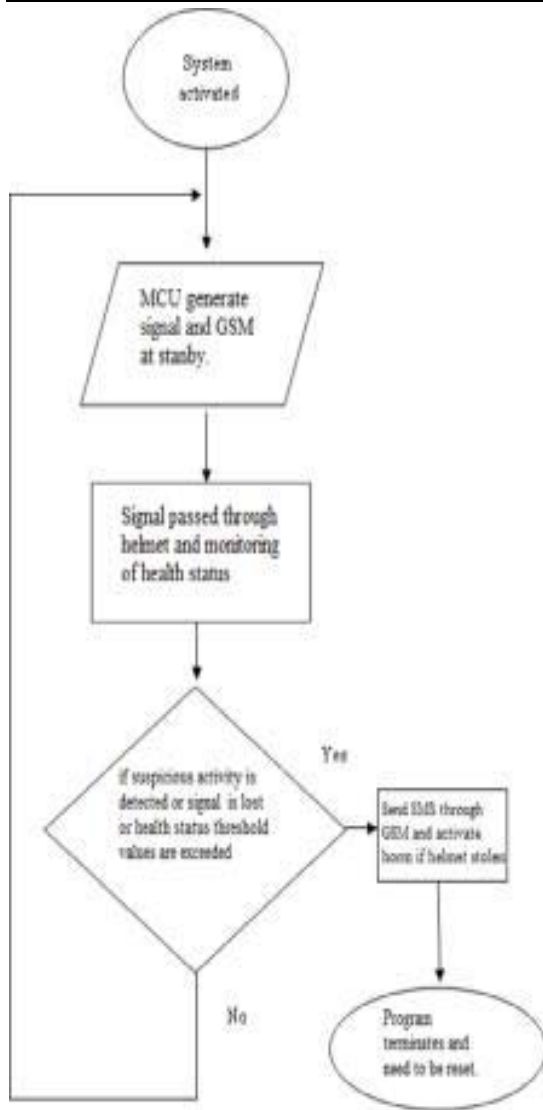 System
activated
MCU generate
signal and GSM
at stanby.
Signal passed through
helmet and monitoring
of health status
if suspicious activity is
detected or signal is lost
or health status threshold
values are exceeded
Yes
Send SMS through
GSM and activate
horn if helmet stolen
No
Program
terminates and
need to be reset.